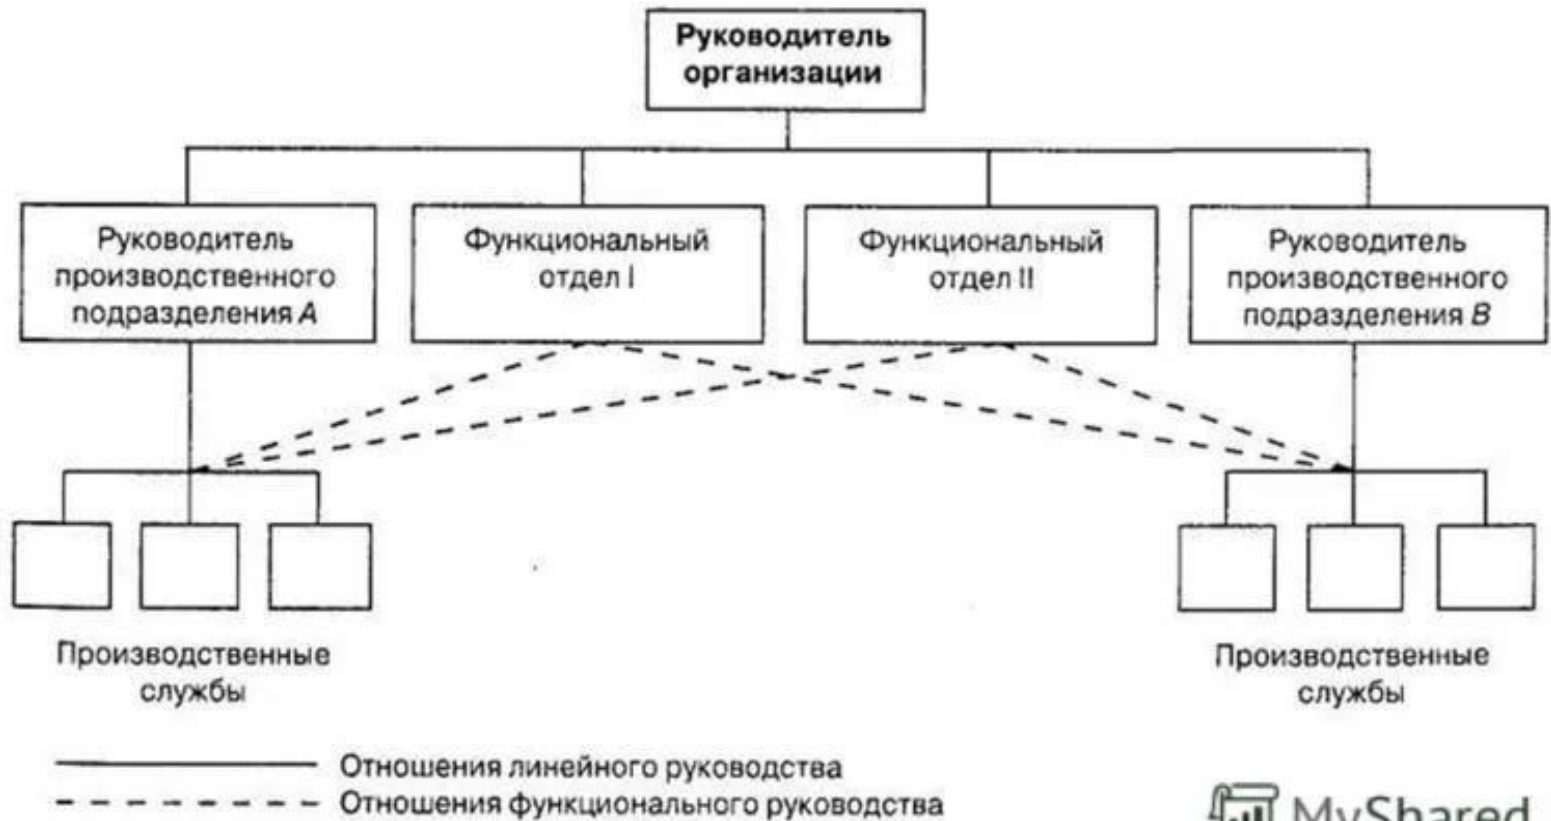 Руководитель
организации
Руководитель
производственного
подразделения А
Функциональный
отдел I
Функциональный
отдел II
Руководитель
производственного
подразделения В
Производственные
службы
Производственные
службы
Отношения линейного руководства
Отношения функционального руководства
MyShared